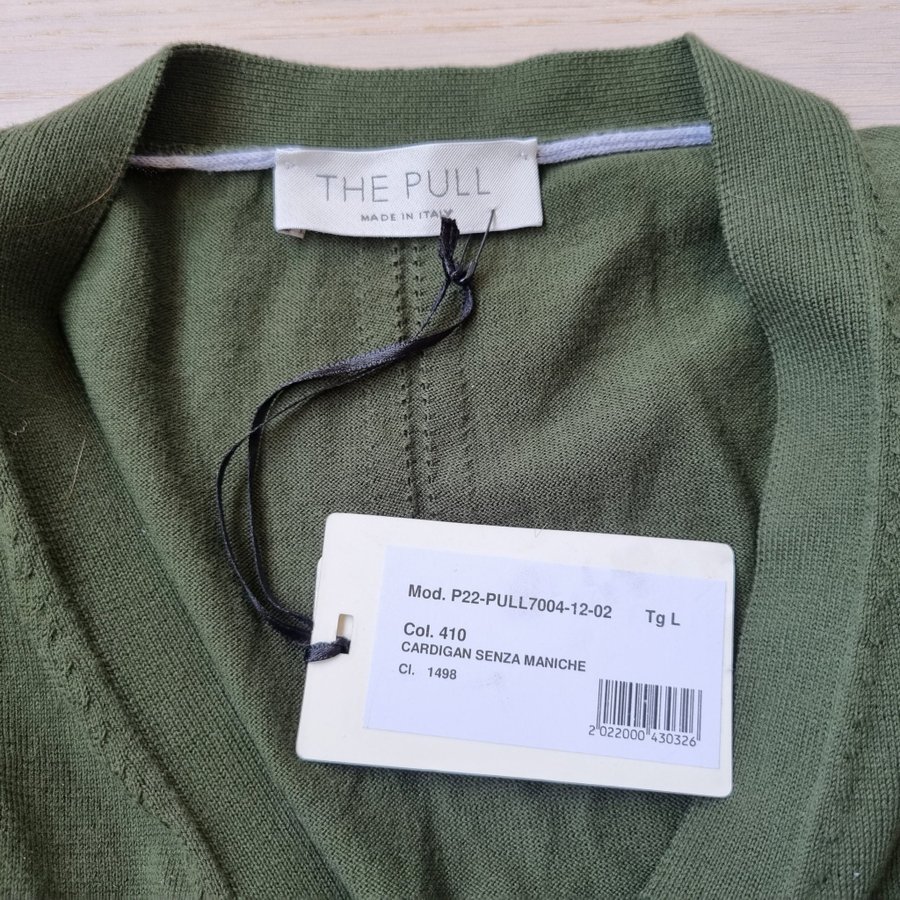 THE PULL
MADE IN ITALY
Mod. P22-PULL7004-12-02 Tg L
Col. 410
CARDIGAN SENZA MANICHE
Cl. 1498
2 022000 430326